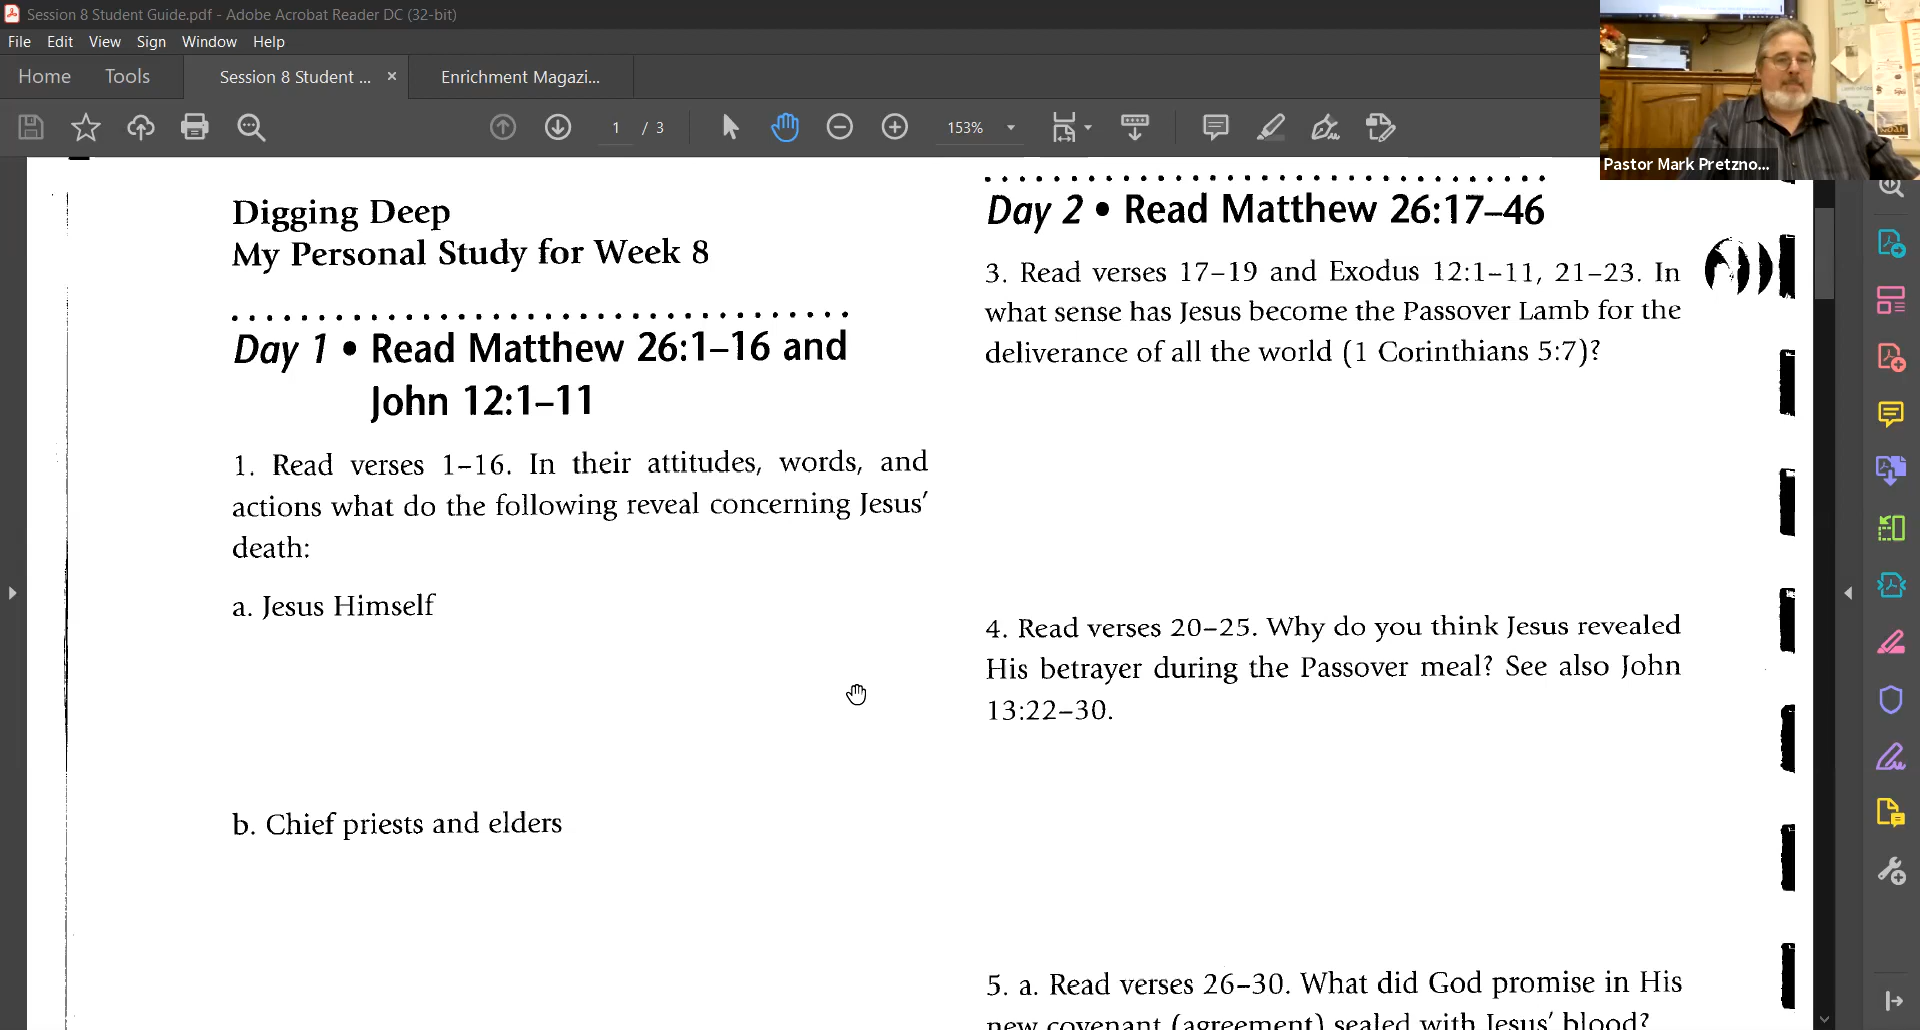 Session 8 Student Guide.pdf - Adobe Acrobat Reader DC (32-bit)
File Edit View Sign Window Help
Home Tools Session 8 Student ... × Enrichment Magazi...
1 / 3 153%
Pastor Mark Pretzno...
Digging Deep
My Personal Study for Week 8
Day 1 • Read Matthew 26:1–16 and
John 12:1–11
1. Read verses 1–16. In their attitudes, words, and
actions what do the following reveal concerning Jesus’
death:
a. Jesus Himself
b. Chief priests and elders
Day 2 • Read Matthew 26:17–46
3. Read verses 17–19 and Exodus 12:1–11, 21–23. In
what sense has Jesus become the Passover Lamb for the
deliverance of all the world (1 Corinthians 5:7)?
4. Read verses 20–25. Why do you think Jesus revealed
His betrayer during the Passover meal? See also John
13:22–30.
5. a. Read verses 26–30. What did God promise in His
new covenant (agreement) sealed with Jesus’ blood?